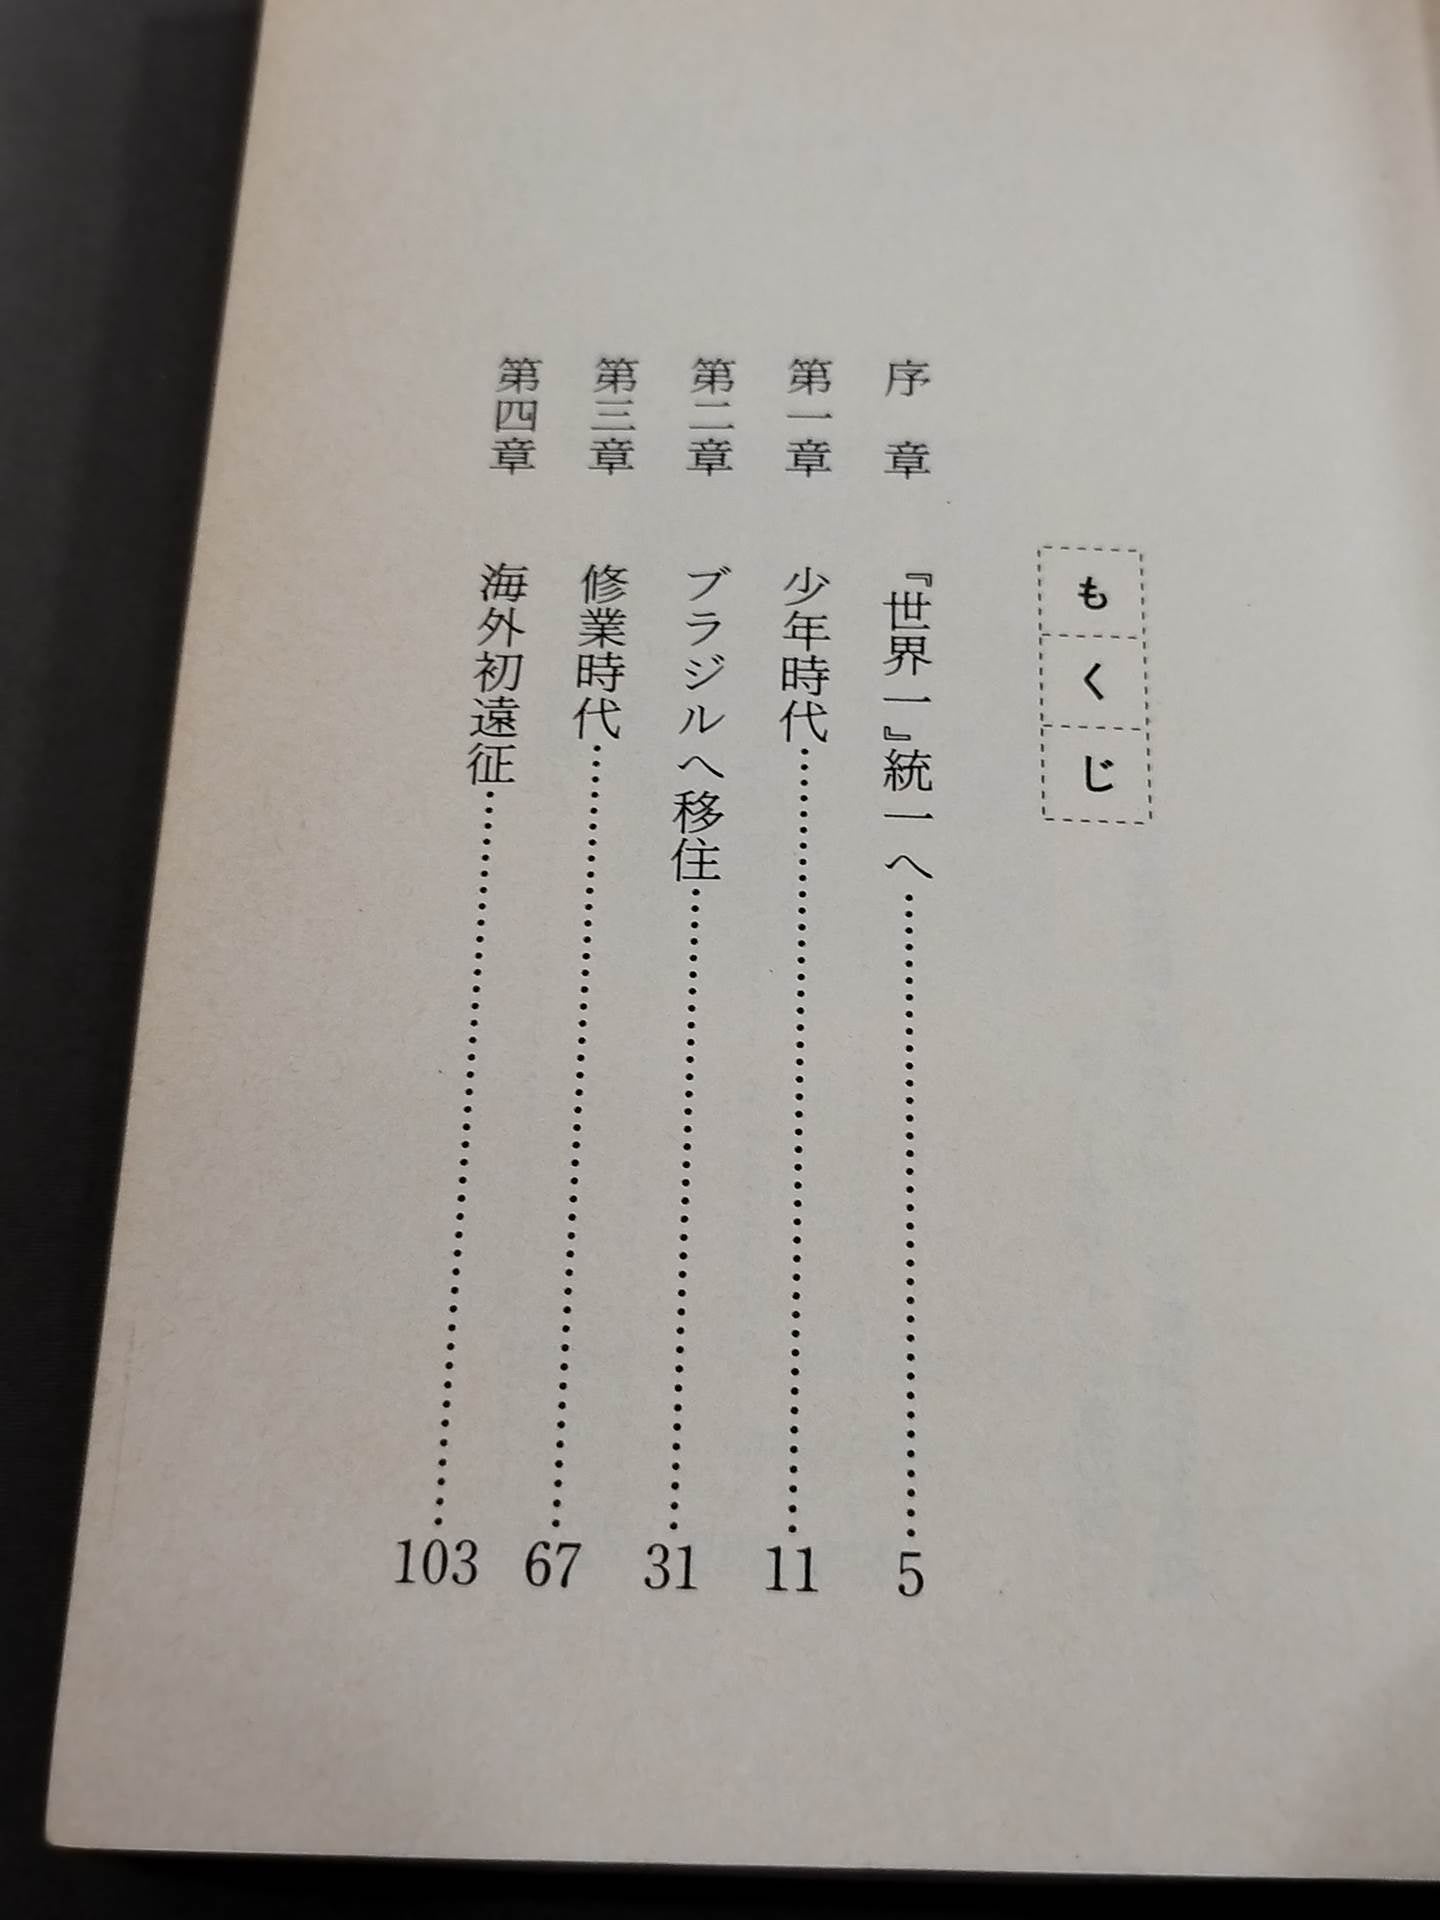 もくじ
序章 『世界一』統一へ……………5
第一章 少年時代……………11
第二章 ブラジルへ移住……………31
第三章 修業時代……………67
第四章 海外初遠征……………103